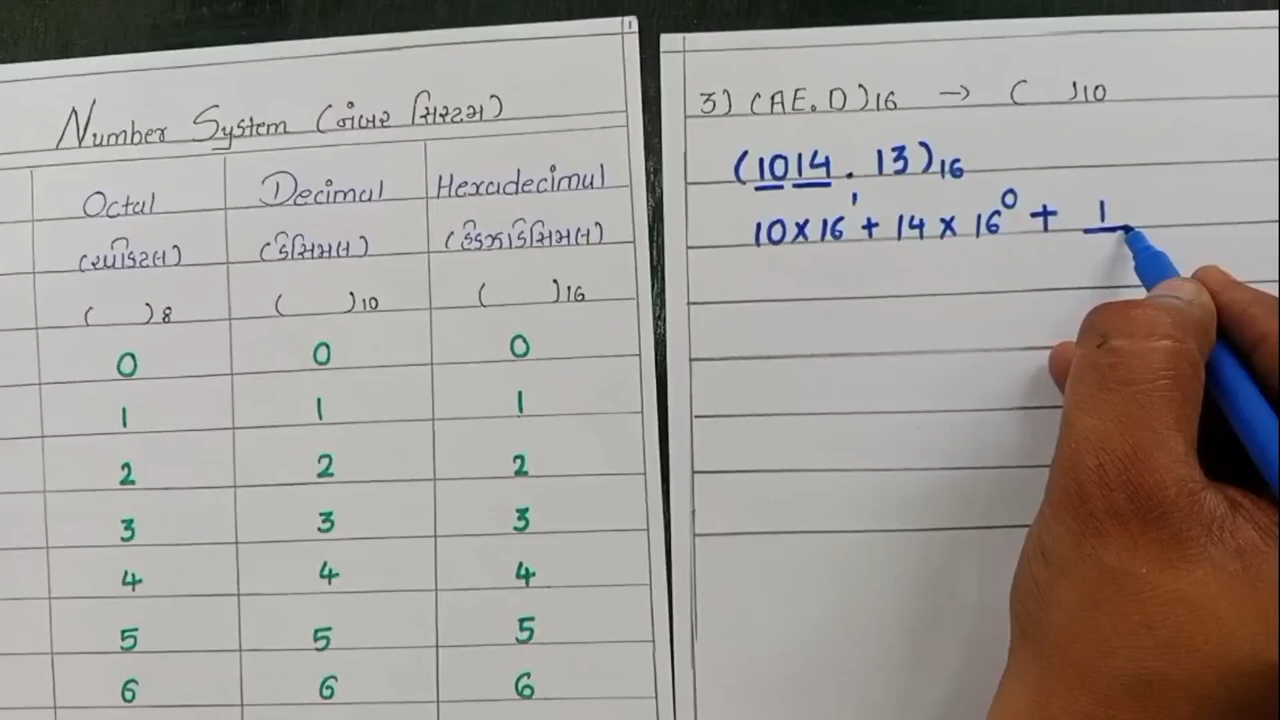 Number System (નંબર સિસ્ટમ)
Octal Decimal Hexadecimal
(ઓક્ટલ) (ડેસિમલ) (હેક્ઝાડેસિમલ)
( )8 ( )10 ( )16
0 0 0
1 1 1
2 2 2
3 3 3
4 4 4
5 5 5
6 6 6
3) (AE.D)16 → ( )10
(1014.13)16
10×16¹ + 14×16⁰ + 1